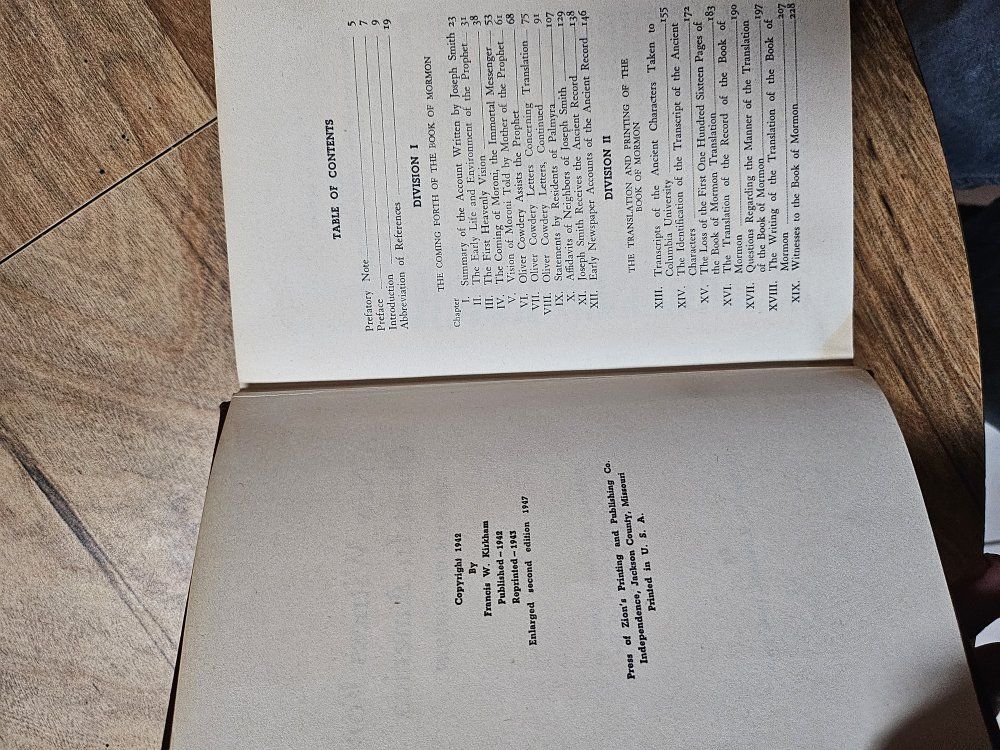 Copyright 1942
By
Francis W. Kirkham
Published—1942
Reprinted—1943
Enlarged second edition 1947
Press of Zion's Printing and Publishing Co.
Independence, Jackson County, Missouri
Printed in U. S. A.
TABLE OF CONTENTS
Prefatory Note 5
Preface 7
Introduction 9
Abbreviation of References 19
DIVISION I
THE COMING FORTH OF THE BOOK OF MORMON
Chapter
I. Summary of the Account Written by Joseph Smith 23
II. The Early Life and Environment of the Prophet 31
III. The First Heavenly Vision 38
IV. The Coming of Moroni, the Immortal Messenger 53
V. Vision of Moroni Told by Mother of the Prophet 61
VI. Oliver Cowdery Assists the Prophet 68
VII. Oliver Cowdery Letters Concerning Translation 75
VIII. Oliver Cowdery Letters, Continued 91
IX. Statements by Residents of Palmyra 107
X. Affidavits of Neighbors of Joseph Smith 129
XI. Joseph Smith Receives the Ancient Record 138
XII. Early Newspaper Accounts of the Ancient Record 146
DIVISION II
THE TRANSLATION AND PRINTING OF THE
BOOK OF MORMON
XIII. Transcripts of the Ancient Characters Taken to
Columbia University 155
XIV. The Identification of the Transcript of the Ancient
Characters 172
XV. The Loss of the First One Hundred Sixteen Pages of
the Book of Mormon Translation 183
XVI. The Translation of the Record of the Book of
Mormon 190
XVII. Questions Regarding the Manner of the Translation
of the Book of Mormon 197
XVIII. The Writing of the Translation of the Book of
Mormon 207
XIX. Witnesses to the Book of Mormon 228